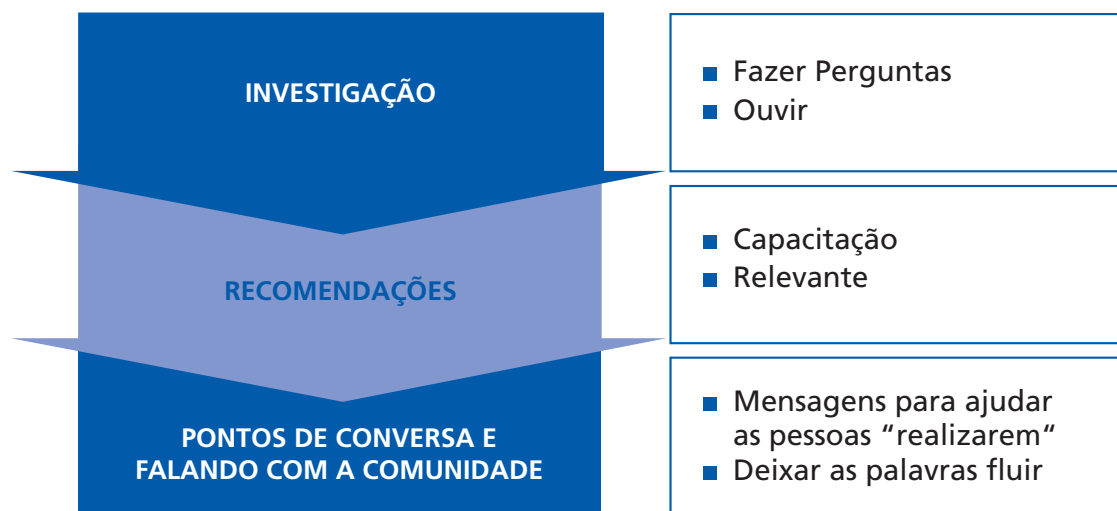 INVESTIGAÇÃO
Fazer Perguntas
Ouvir
RECOMENDAÇÕES
Capacitação
Relevante
PONTOS DE CONVERSA E
FALANDO COM A COMUNIDADE
Mensagens para ajudar
as pessoas “realizarem“
Deixar as palavras fluir